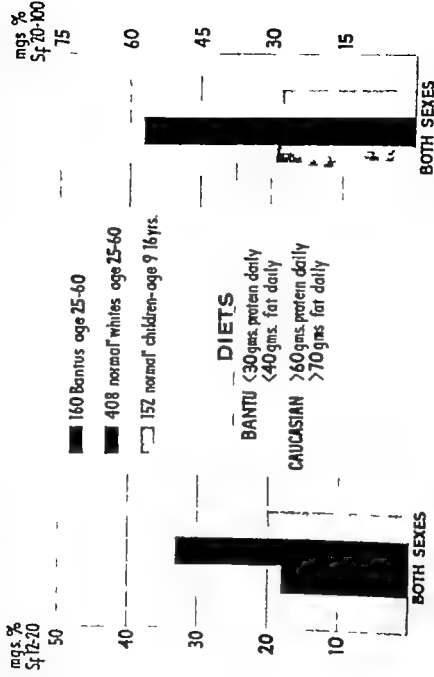 mgs. %
Sf 12-20
50
40
30
20
10
BOTH SEXES
160 Bantus age 25-60
408 normal whites age 25-60
152 normal children-age 9 16 yrs.
DIETS
BANTU <30 gms. protein daily
<40 gms. fat daily
CAUCASIAN >60 gms. protein daily
>70 gms fat daily
mgs %
Sf 20-100
75
60
45
30
15
BOTH SEXES